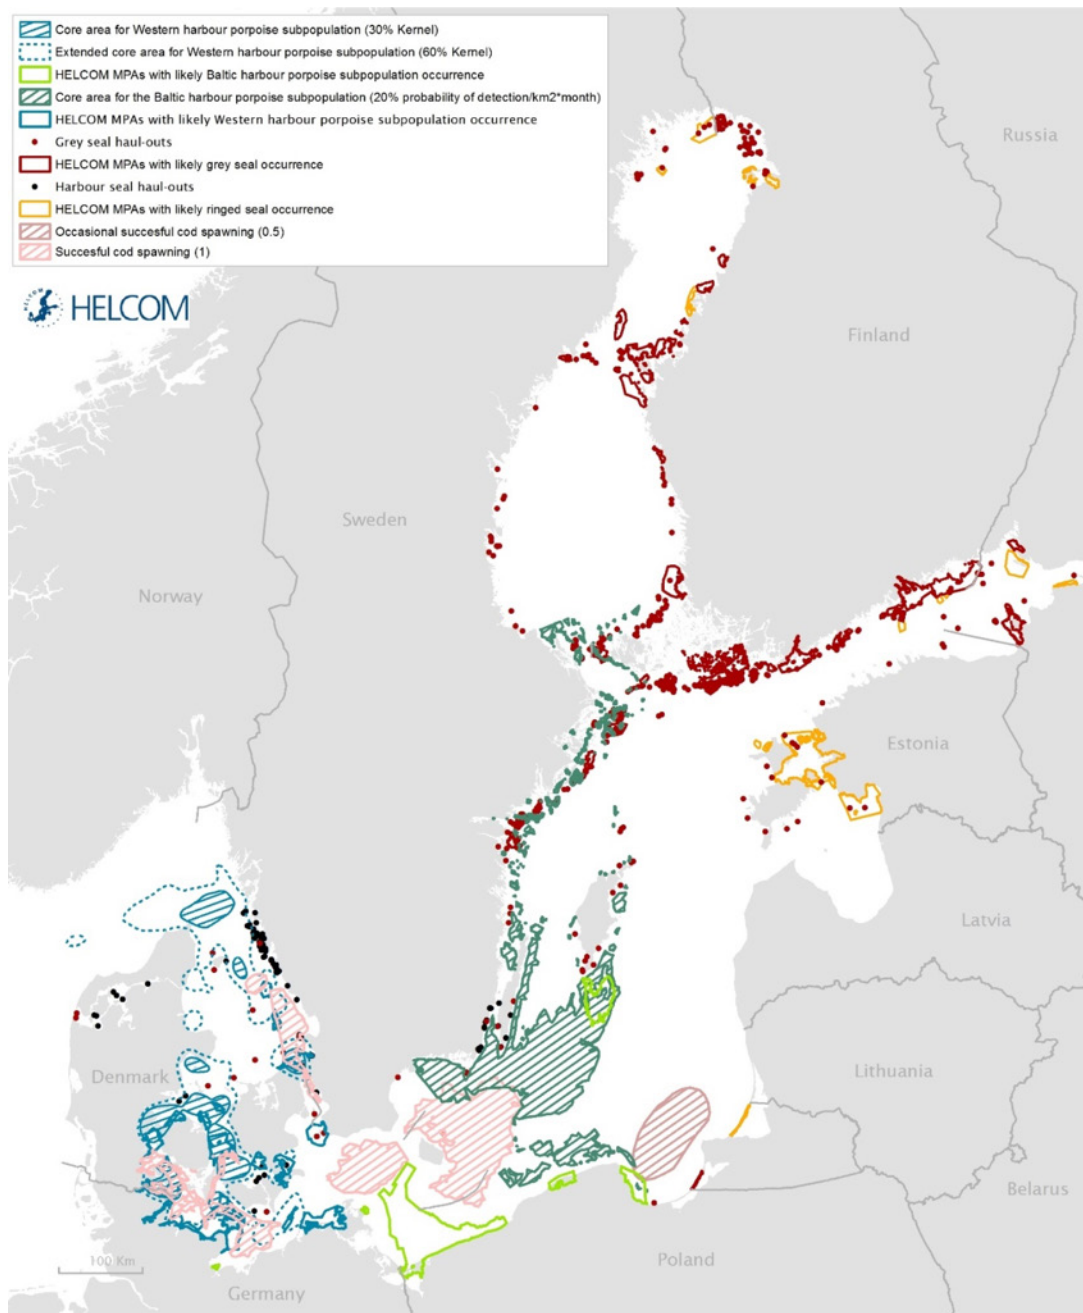 Core area for Western harbour porpoise subpopulation (30% Kernel)
Extended core area for Western harbour porpoise subpopulation (60% Kernel)
HELCOM MPAs with likely Baltic harbour porpoise subpopulation occurrence
Core area for the Baltic harbour porpoise subpopulation (20% probability of detection/km2*month)
HELCOM MPAs with likely Western harbour porpoise subpopulation occurrence
Grey seal haul-outs
HELCOM MPAs with likely grey seal occurrence
Harbour seal haul-outs
HELCOM MPAs with likely ringed seal occurrence
Occasional succesful cod spawning (0.5)
Succesful cod spawning (1)
HELCOM
HELCOM
Russia
Finland
Sweden
Norway
Estonia
Latvia
Lithuania
Denmark
Belarus
Poland
100 Km
Germany